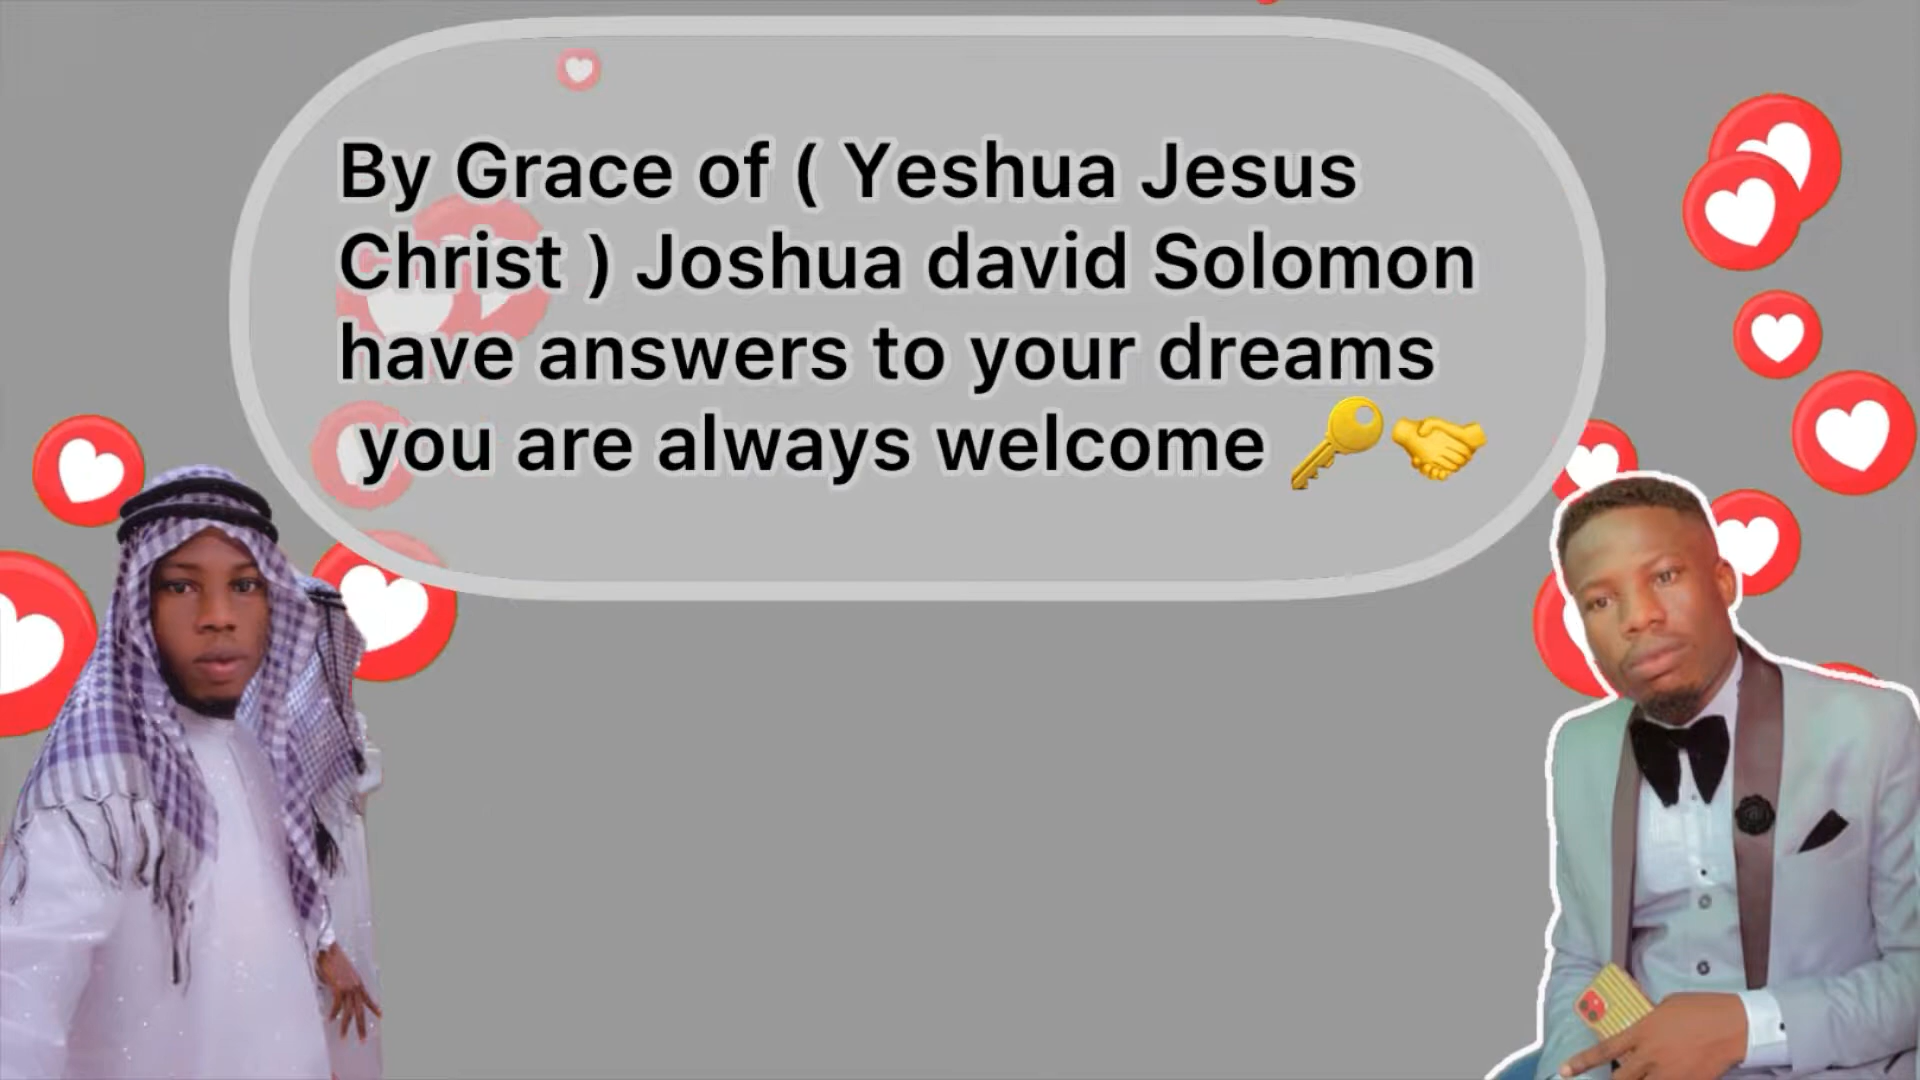 By Grace of ( Yeshua Jesus
Christ ) Joshua david Solomon
have answers to your dreams
you are always welcome 🔑🤝